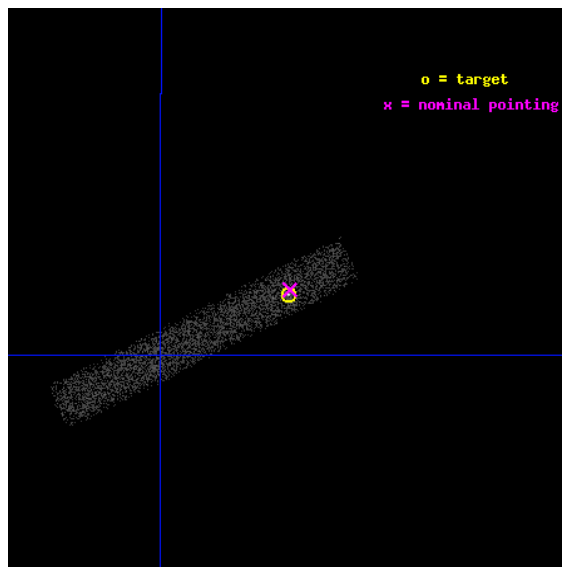 o = target
x = nominal pointing